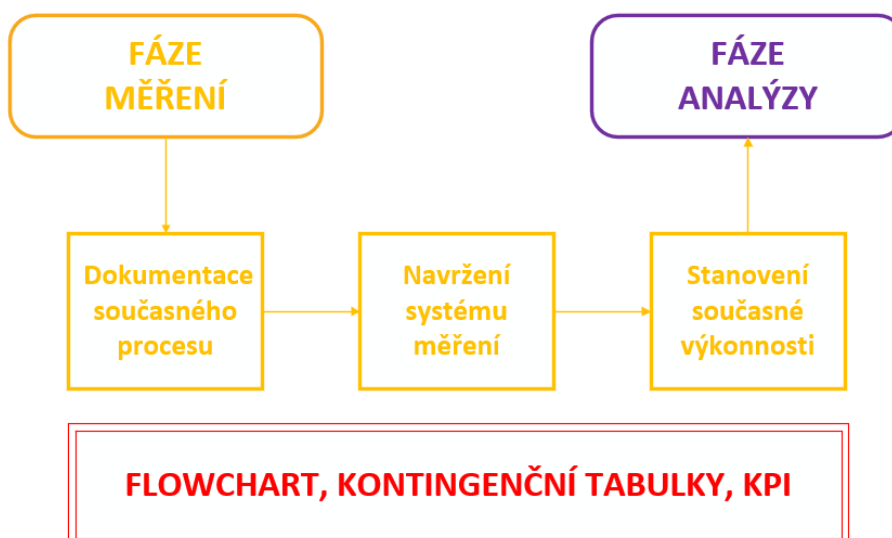 FÁZE
MĚŘENÍ
FÁZE
ANALÝZY
Dokumentace
současného
procesu
Navržení
systému
měření
Stanovení
současné
výkonnosti
FLOWCHART, KONTINGENČNÍ TABULKY, KPI